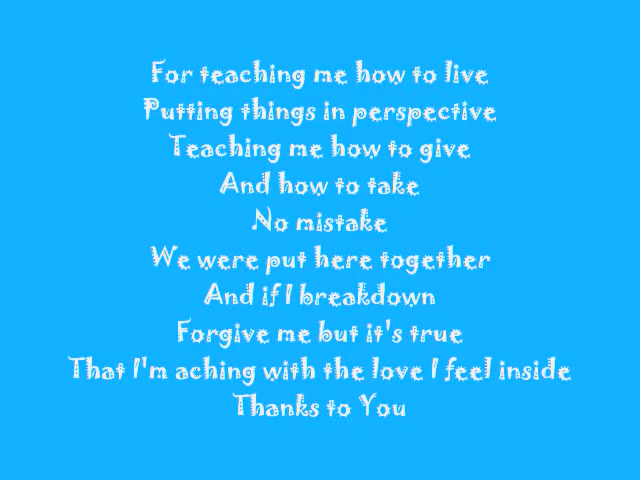 For teaching me how to live
Putting things in perspective
Teaching me how to give
And how to take
No mistake
We were put here together
And if I breakdown
Forgive me but it's true
That I'm aching with the love I feel inside
Thanks to You